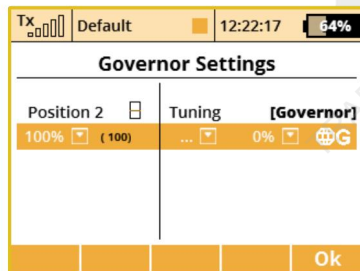 Tx Default 12:22:17 64%
Governor Settings
Position 2 Tuning [Governor]
100% (100) ... 0% G
Ok